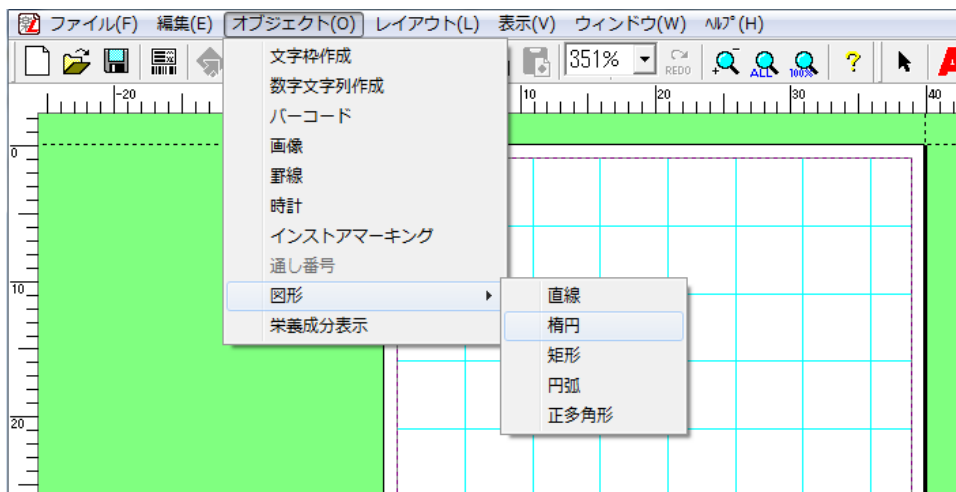 ファイル(F) 編集(E) オブジェクト(O) レイアウト(L) 表示(V) ウィンドウ(W) ﾍﾙﾌﾟ(H)
351% REDO ALL 100% ?
-20 10 20 30 40
文字枠作成
数字文字列作成
バーコード
画像
罫線
時計
インストアマーキング
通し番号
図形
栄養成分表示
直線
楕円
矩形
円弧
正多角形
0
10
20